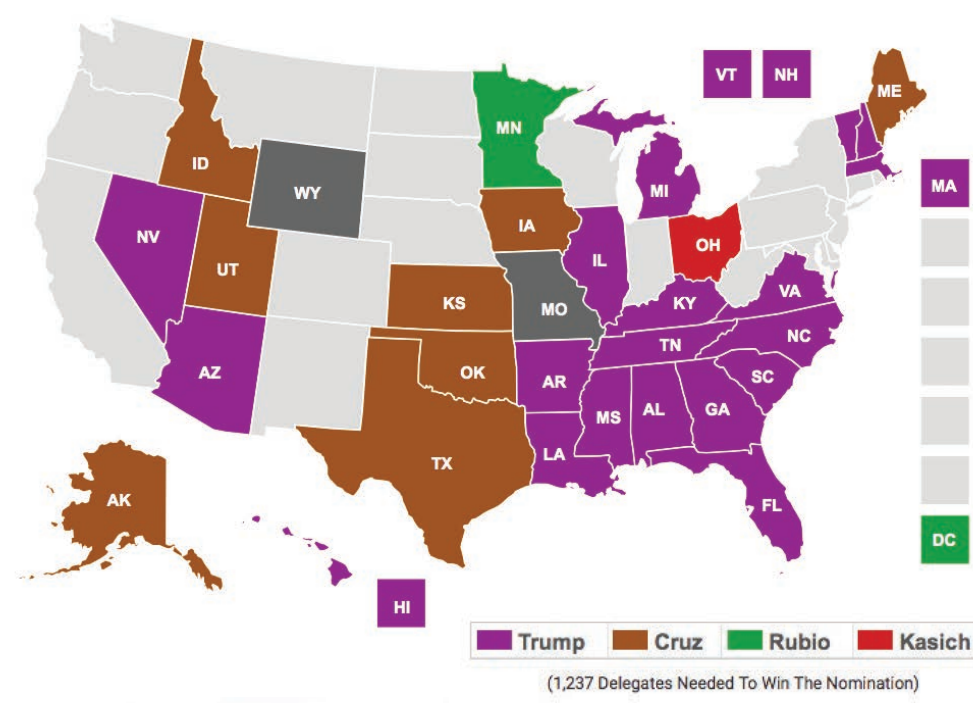 VT NH
ME
MN
ID
WY
MI
MA
IA
NV
OH
IL
UT
VA
KS
KY
MO
NC
TN
AZ
OK
AR
SC
MS AL GA
LA
TX
AK
FL
DC
HI
Trump Cruz Rubio Kasich
(1,237 Delegates Needed To Win The Nomination)